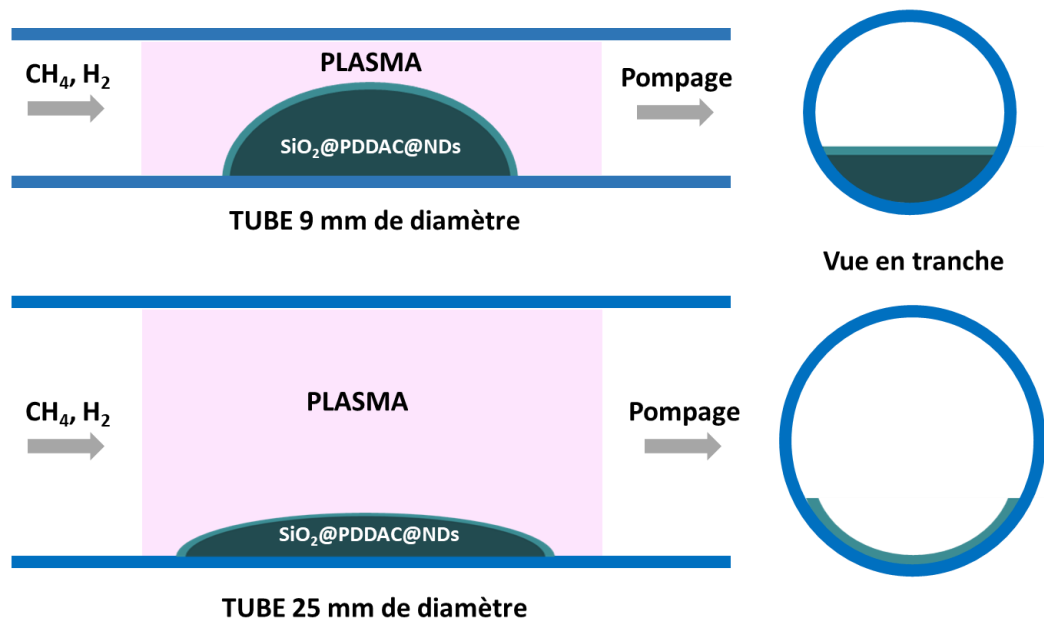 CH₄, H₂
PLASMA
Pompage
SiO₂@PDDAC@NDs
TUBE 9 mm de diamètre
Vue en tranche
CH₄, H₂
PLASMA
Pompage
SiO₂@PDDAC@NDs
TUBE 25 mm de diamètre